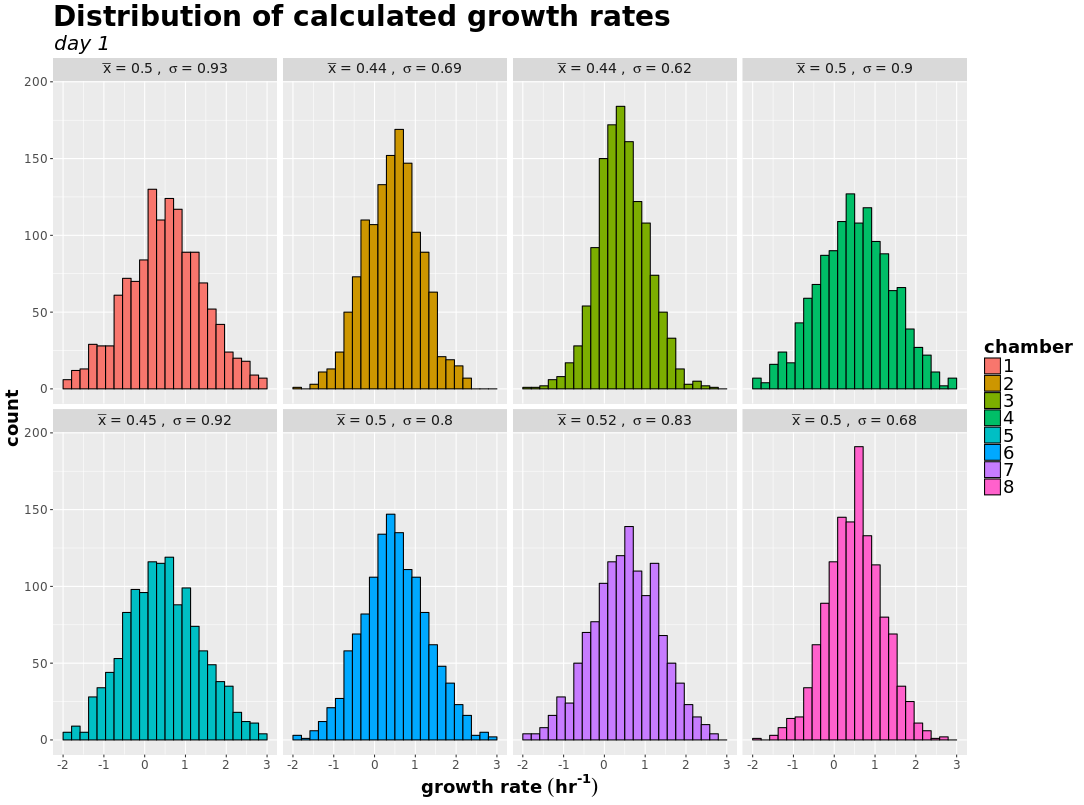 Distribution of calculated growth rates
day 1
x̅ = 0.5 , σ = 0.93
x̅ = 0.44 , σ = 0.69
x̅ = 0.44 , σ = 0.62
x̅ = 0.5 , σ = 0.9
200
150
100
50
0
x̅ = 0.45 , σ = 0.92
x̅ = 0.5 , σ = 0.8
x̅ = 0.52 , σ = 0.83
x̅ = 0.5 , σ = 0.68
200
150
100
50
0
-2 -1 0 1 2 3
-2 -1 0 1 2 3
-2 -1 0 1 2 3
-2 -1 0 1 2 3
growth rate (hr⁻¹)
count
chamber
1
2
3
4
5
6
7
8